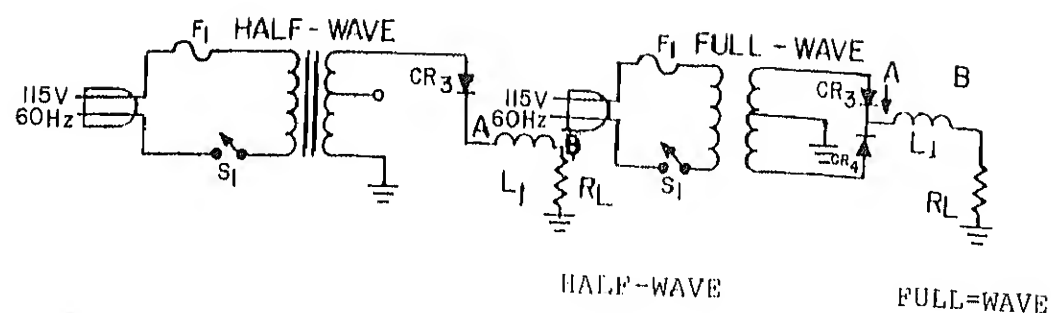 F1 HALF-WAVE
CR3
115V
60Hz
S1
A
B
L1
RL
F1 FULL-WAVE
A
B
CR3
115V
60Hz
CR4
L1
S1
RL
HALF-WAVE
FULL=WAVE